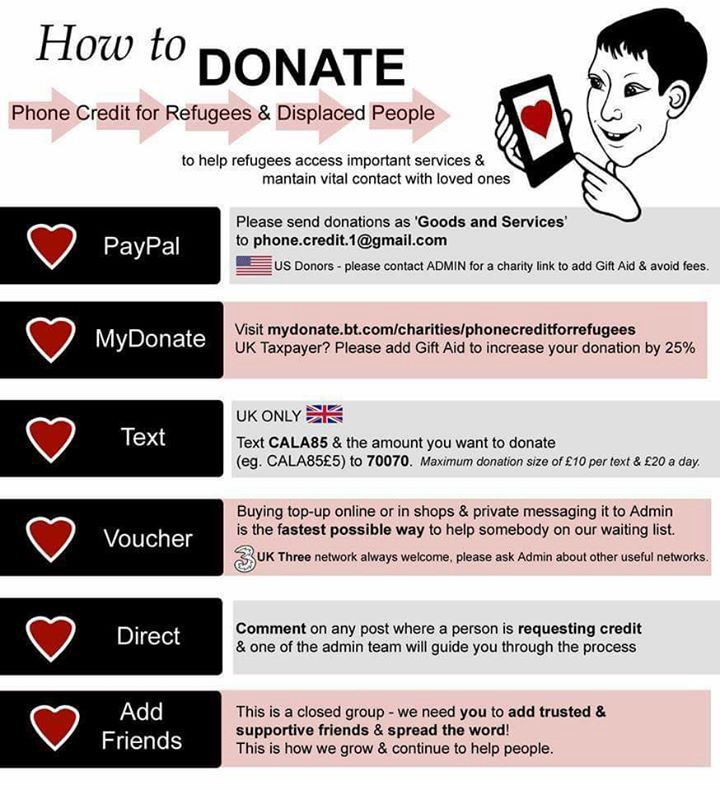 How to DONATE
Phone Credit for Refugees & Displaced People
to help refugees access important services &
mantain vital contact with loved ones
PayPal
Please send donations as 'Goods and Services'
to phone.credit.1@gmail.com
US Donors - please contact ADMIN for a charity link to add Gift Aid & avoid fees.
MyDonate
Visit mydonate.bt.com/charities/phonecreditforrefugees
UK Taxpayer? Please add Gift Aid to increase your donation by 25%
Text
UK ONLY
Text CALA85 & the amount you want to donate
(eg. CALA85£5) to 70070. Maximum donation size of £10 per text & £20 a day.
Voucher
Buying top-up online or in shops & private messaging it to Admin
is the fastest possible way to help somebody on our waiting list.
3 UK Three network always welcome, please ask Admin about other useful networks.
Direct
Comment on any post where a person is requesting credit
& one of the admin team will guide you through the process
Add
Friends
This is a closed group - we need you to add trusted &
supportive friends & spread the word!
This is how we grow & continue to help people.